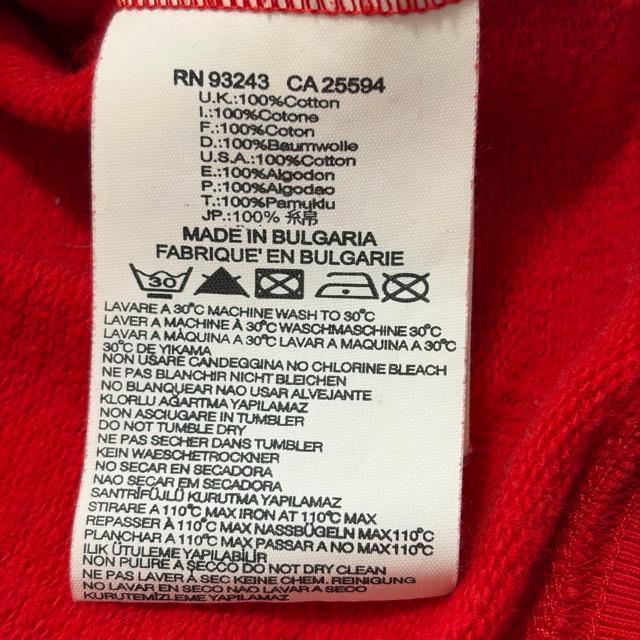 RN 93243 CA 25594
U.K.:100%Cotton
I.:100%Cotone
F.:100%Coton
D.:100%Baumwolle
U.S.A.:100%Cotton
E.:100%Algodon
P.:100%Algodao
T.:100%Pamuklu
JP.:100% 糸帛
MADE IN BULGARIA
FABRIQUE' EN BULGARIE
30
LAVARE A 30°C MACHINE WASH TO 30°C
LAVER A MACHINE À 30°C WASCHMASCHINE 30°C
LAVAR A MÀQUINA A 30°C LAVAR A MAQUINA A 30°C
30°C DE YIKAMA
NON USARE CANDEGGINA NO CHLORINE BLEACH
NE PAS BLANCHIR NICHT BLEICHEN
NO BLANQUEAR NAO USAR ALVEJANTE
KLORLU AĞARTMA YAPILAMAZ
NON ASCIUGARE IN TUMBLER
DO NOT TUMBLE DRY
NE PAS SECHER DANS TUMBLER
KEIN WAESCHETROCKNER
NO SECAR EN SECADORA
NAO SECAR EM SECADORA
SANTRİFÜJLÜ KURUTMA YAPILAMAZ
STIRARE A 110°C MAX IRON AT 110°C MAX
REPASSER À 110°C MAX NASSBÜGELN MAX110°C
PLANCHAR A 110°C MAX PASSAR A NO MAX110°C
ILIK ÜTULEME YAPILABİLİR
NON PULIRE A SECCO DO NOT DRY CLEAN
NE PAS LAVER À SEC KEINE CHEM. REINIGUNG
NO LAVAR EN SECO NAO LAVAR A SECO
KURUTEMİZLEME YAPILAMAZ